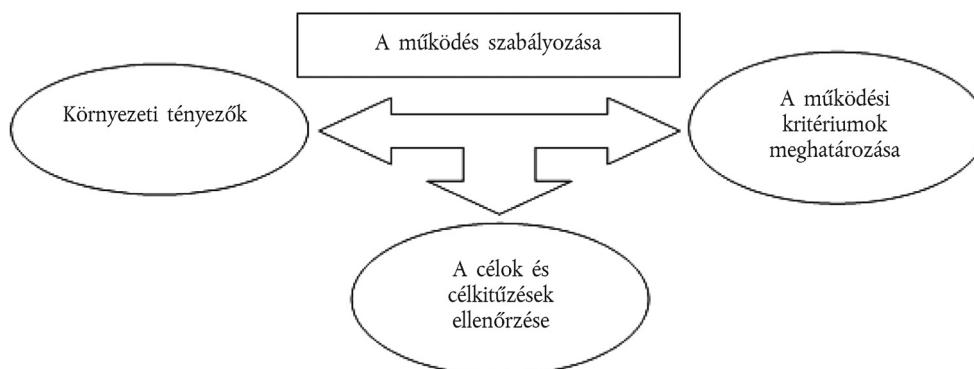 A működés szabályozása
Környezeti tényezők
A működési
kritériumok
meghatározása
A célok és
célkitűzések
ellenőrzése